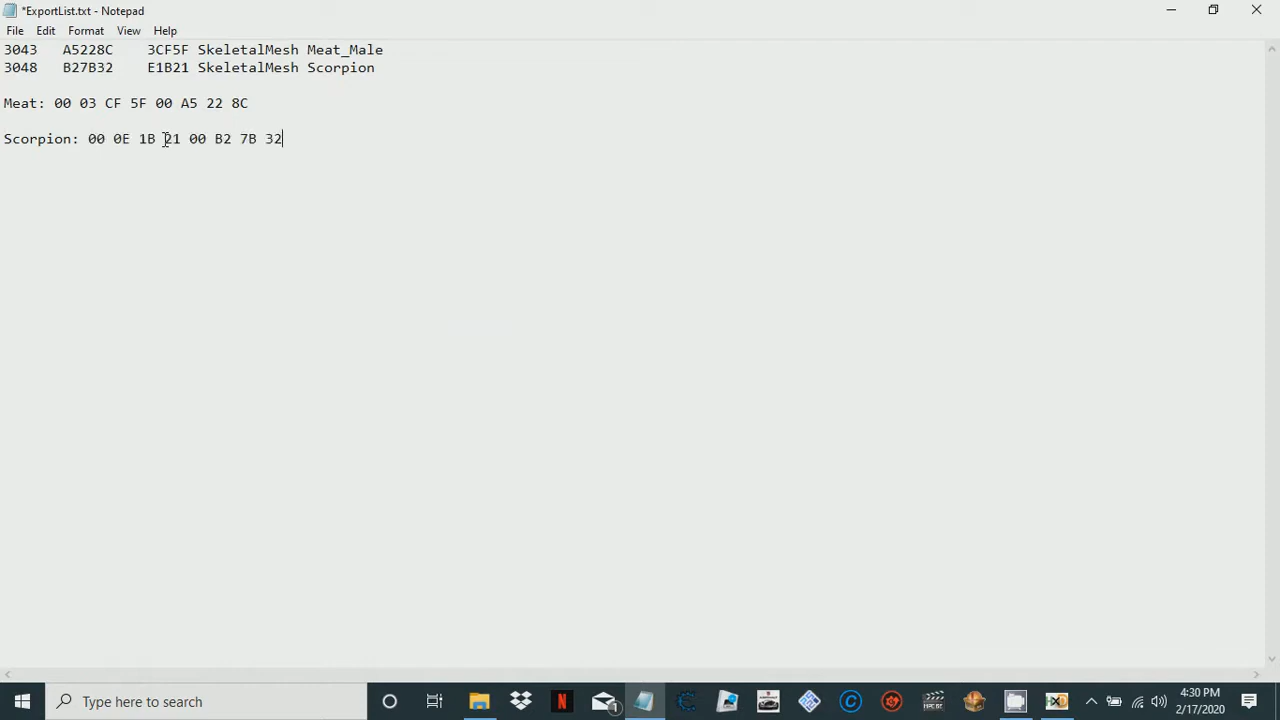 *ExportList.txt - Notepad
File Edit Format View Help
3043 A5228C 3CF5F SkeletalMesh Meat_Male
3048 B27B32 E1B21 SkeletalMesh Scorpion
Meat: 00 03 CF 5F 00 A5 22 8C
Scorpion: 00 0E 1B 21 00 B2 7B 32
Type here to search
N
1
4:30 PM
2/17/2020